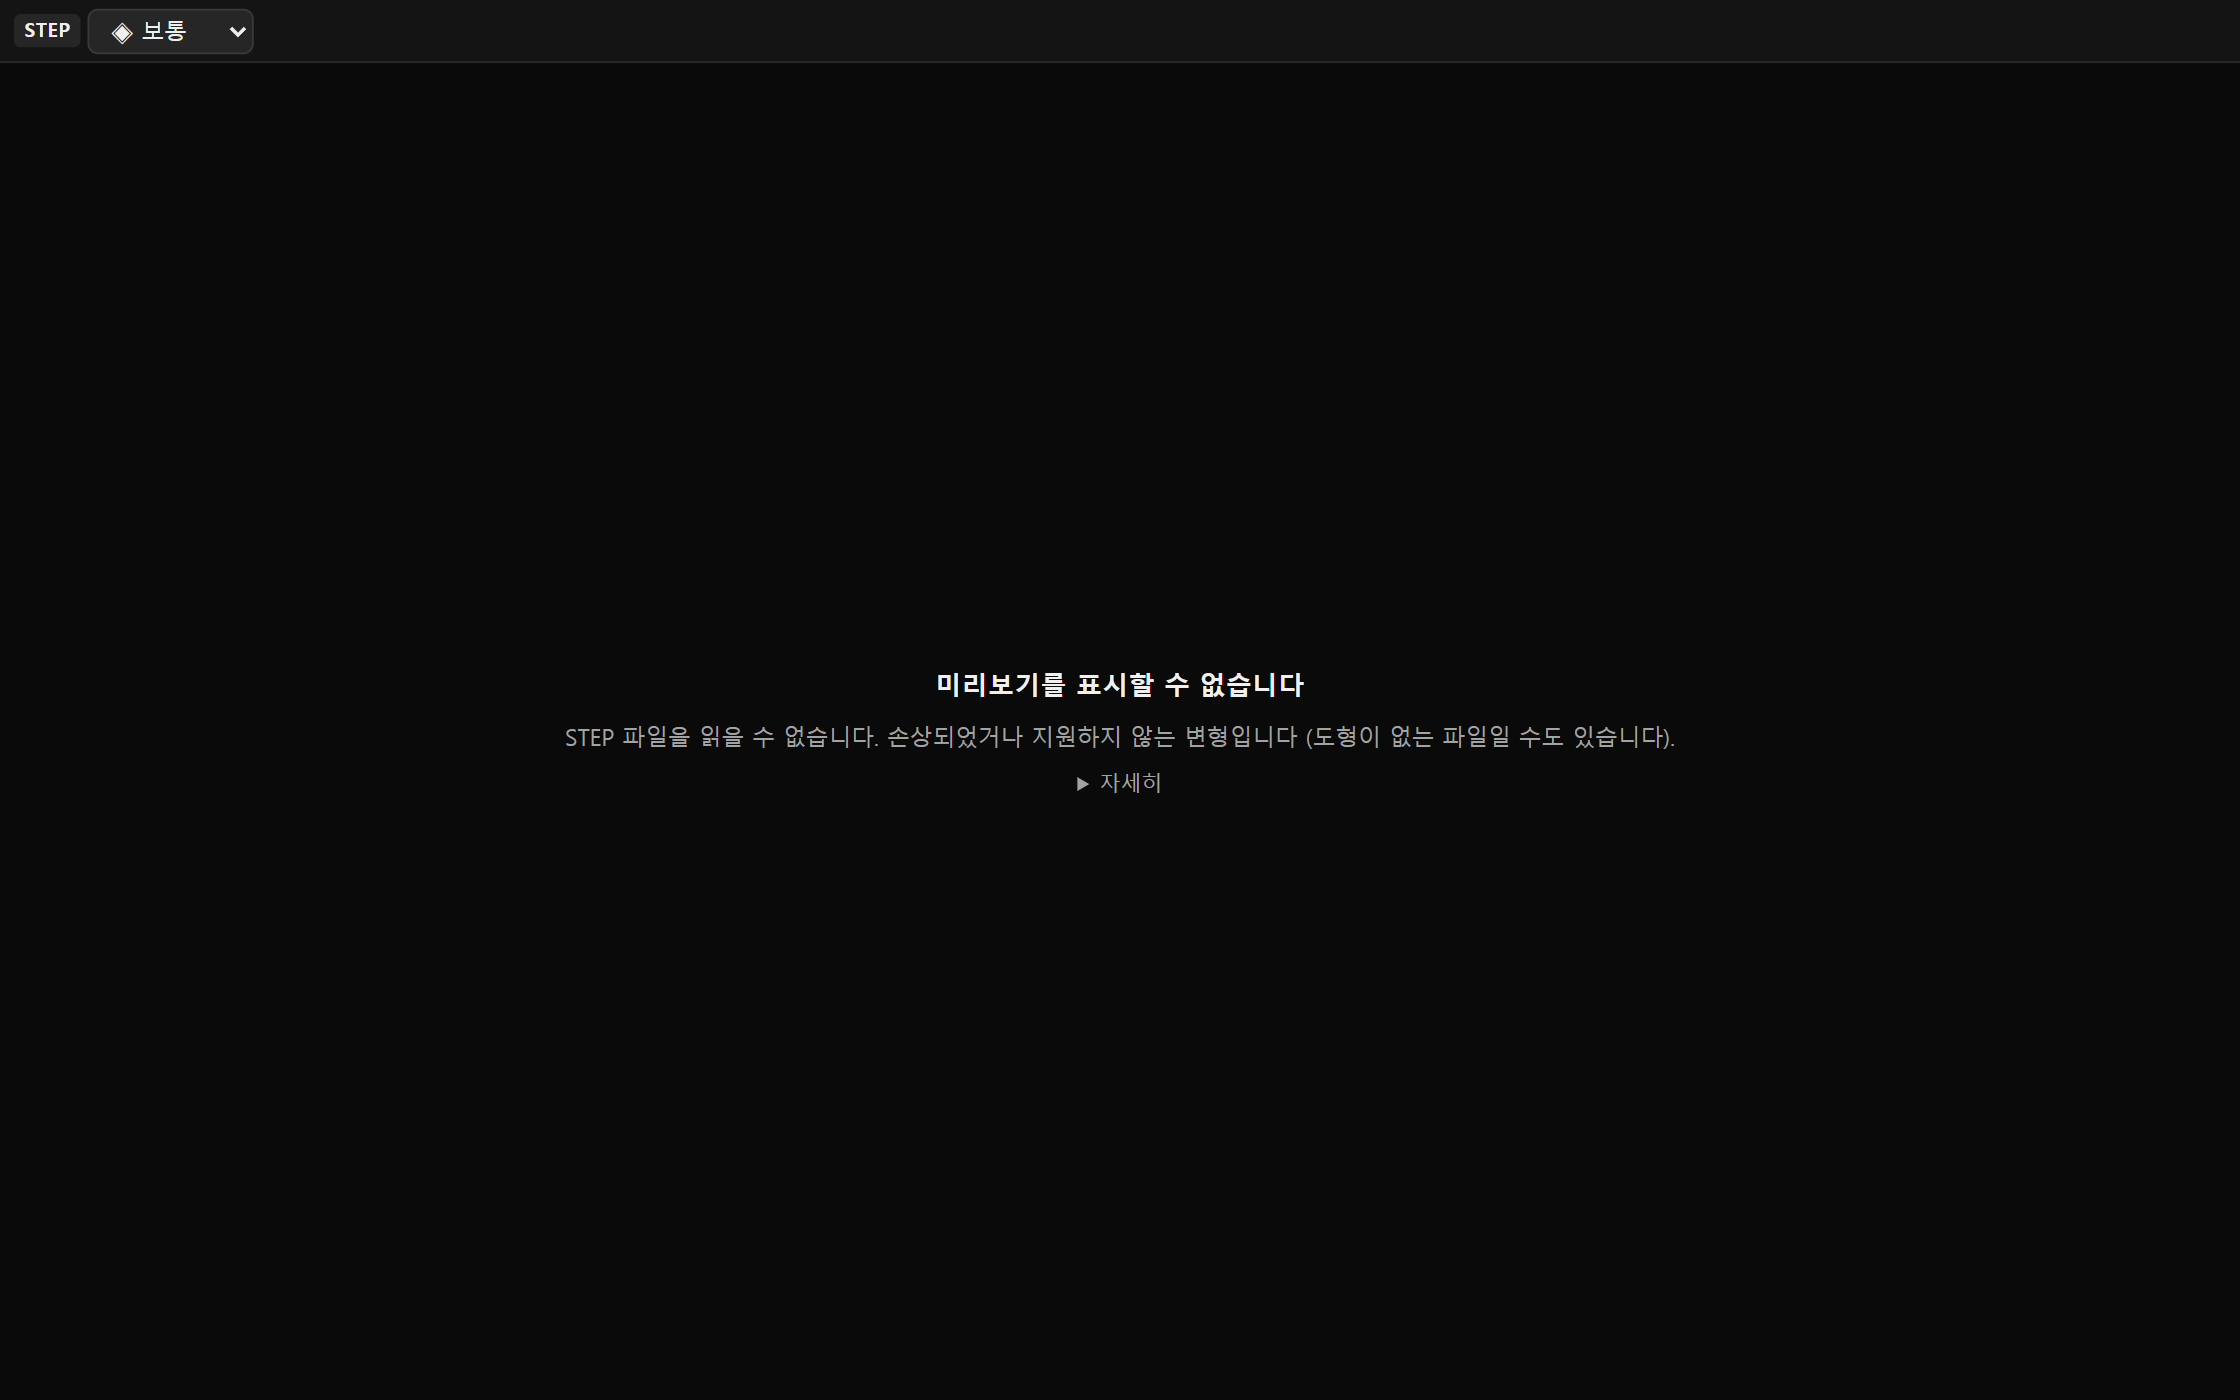 STEP
◈ 보통
미리보기를 표시할 수 없습니다
STEP 파일을 읽을 수 없습니다. 손상되었거나 지원하지 않는 변형입니다 (도형이 없는 파일일 수도 있습니다).
▶ 자세히